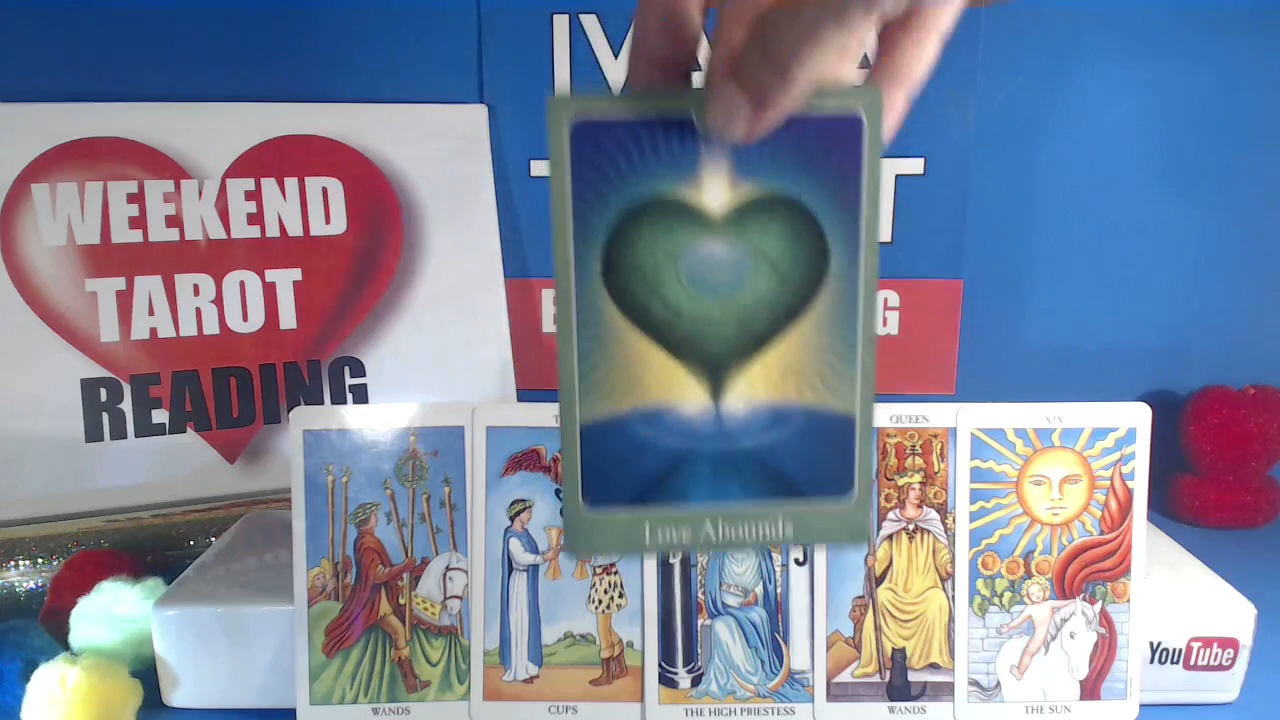 WEEKEND
TAROT
READING
Love Abounds
WANDS
CUPS
THE HIGH PRIESTESS
QUEEN
WANDS
XIX
THE SUN
YouTube